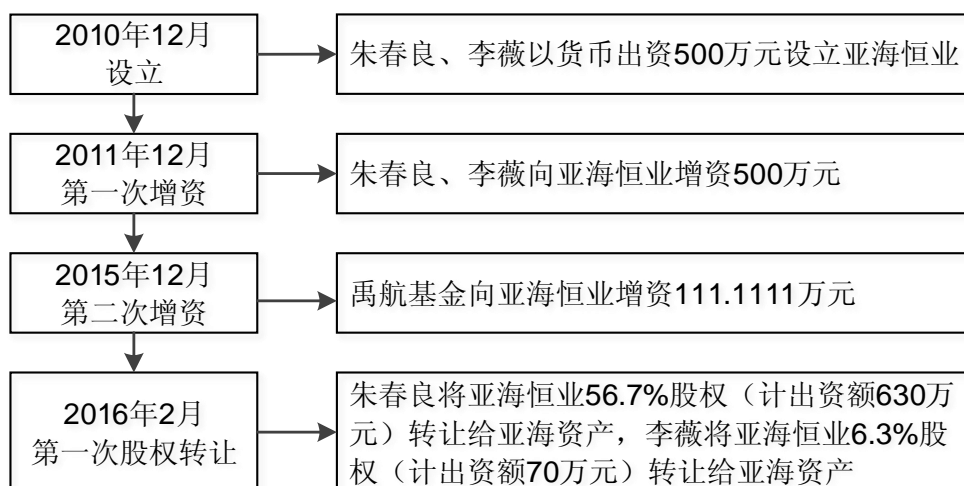 2010年12月
设立
朱春良、李薇以货币出资500万元设立亚海恒业
2011年12月
第一次增资
朱春良、李薇向亚海恒业增资500万元
2015年12月
第二次增资
禹航基金向亚海恒业增资111.1111万元
2016年2月
第一次股权转让
朱春良将亚海恒业56.7%股权（计出资额630万
元）转让给亚海资产，李薇将亚海恒业6.3%股
权（计出资额70万元）转让给亚海资产